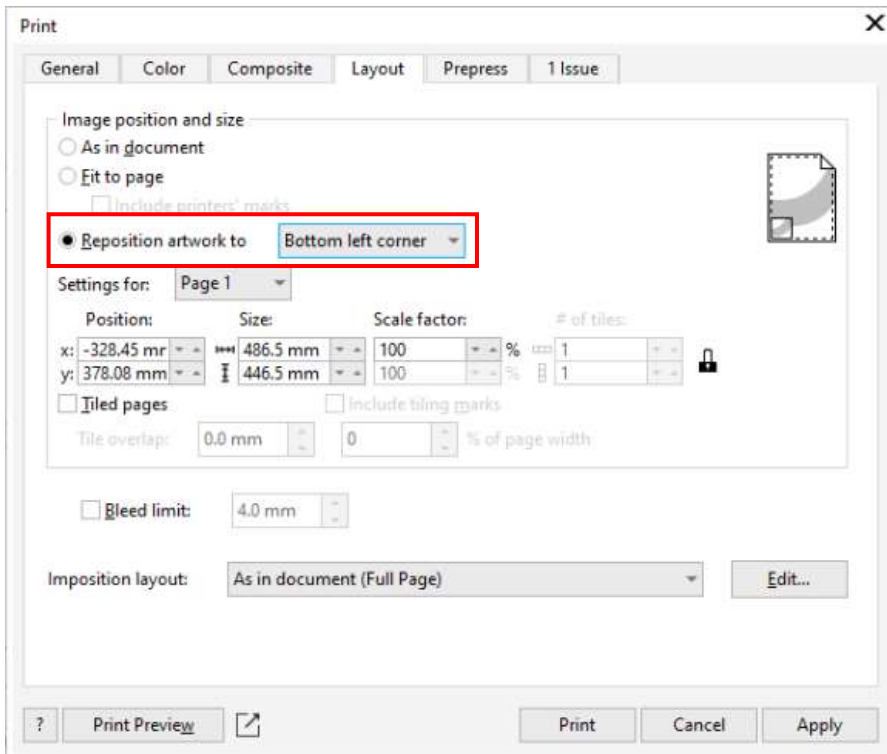 Print
General Color Composite Layout Prepress 1 Issue
Image position and size
As in document
Fit to page
Include printers' marks
Reposition artwork to Bottom left corner
Settings for: Page 1
Position: Size: Scale factor: # of tiles:
x: -328.45 mr 486.5 mm 100 % 1
y: 378.08 mm 446.5 mm 100 % 1
Tiled pages Include tiling marks
Tile overlap: 0.0 mm 0 % of page width
Bleed limit: 4.0 mm
Imposition layout: As in document (Full Page) Edit...
? Print Preview Print Cancel Apply